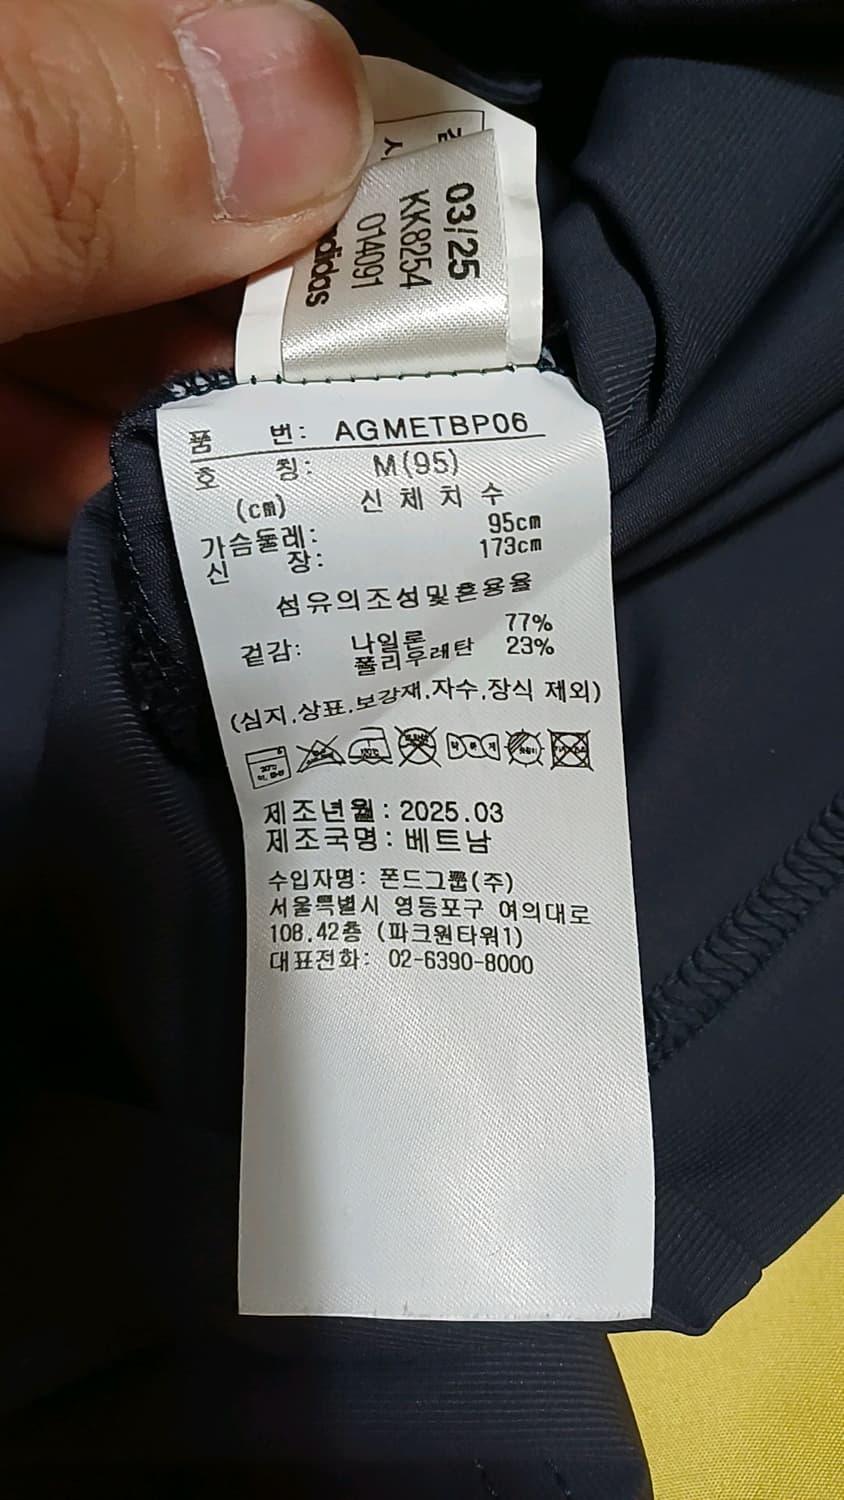 03/25
KK8254
014091
adidas
품 번: AGMETBP06
호 칭: M(95)
(cm) 신 체 치 수
가슴둘레: 95cm
신 장: 173cm
섬유의조성및혼용율
겉감: 나일론 77%
폴리우레탄 23%
(심지,상표,보강재,자수,장식 제외)
제조년월: 2025.03
제조국명: 베트남
수입자명: 폰드그룹(주)
서울특별시 영등포구 여의대로
108,42층 (파크원타워1)
대표전화: 02-6390-8000